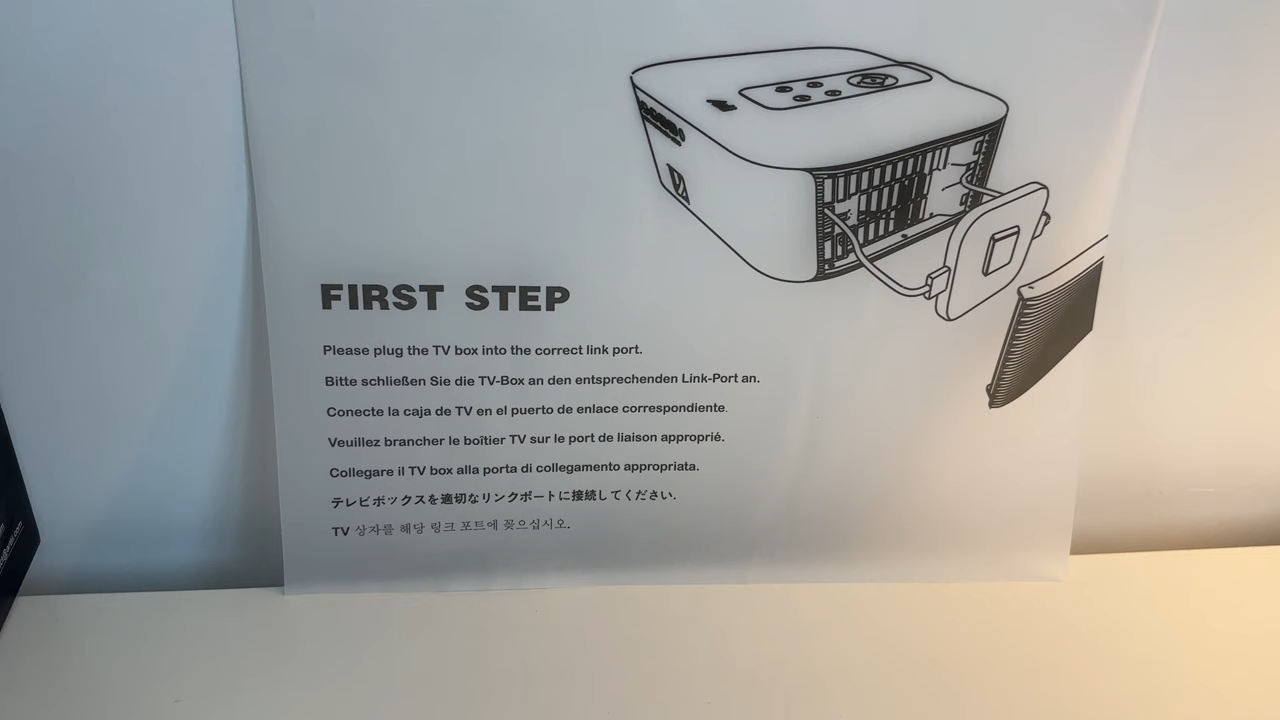 FIRST STEP
Please plug the TV box into the correct link port.
Bitte schließen Sie die TV-Box an den entsprechenden Link-Port an.
Conecte la caja de TV en el puerto de enlace correspondiente.
Veuillez brancher le boîtier TV sur le port de liaison approprié.
Collegare il TV box alla porta di collegamento appropriata.
テレビボックスを適切なリンクポートに接続してください.
TV 상자를 해당 링크 포트에 꽂으십시오.